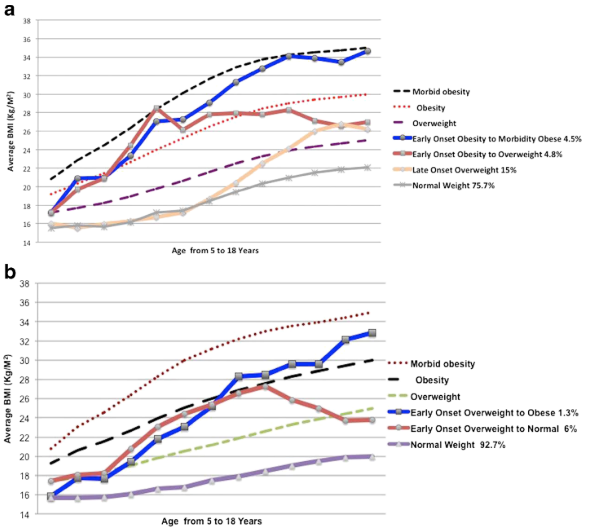 a
38
36
34
32
30
28
26
24
22
20
18
16
14
Average BMI (Kg/M²)
Age from 5 to 18 Years
Morbid obesity
Obesity
Overweight
Early Onset Obesity to Morbidity Obese 4.5%
Early Onset Obesity to Overweight 4.8%
Late Onset Overweight 15%
Normal Weight 75.7%
b
38
36
34
32
30
28
26
24
22
20
18
16
14
Average BMI (Kg/M²)
Age from 5 to 18 Years
Morbid obesity
Obesity
Overweight
Early Onset Overweight to Obese 1.3%
Early Onset Overweight to Normal 6%
Normal Weight 92.7%